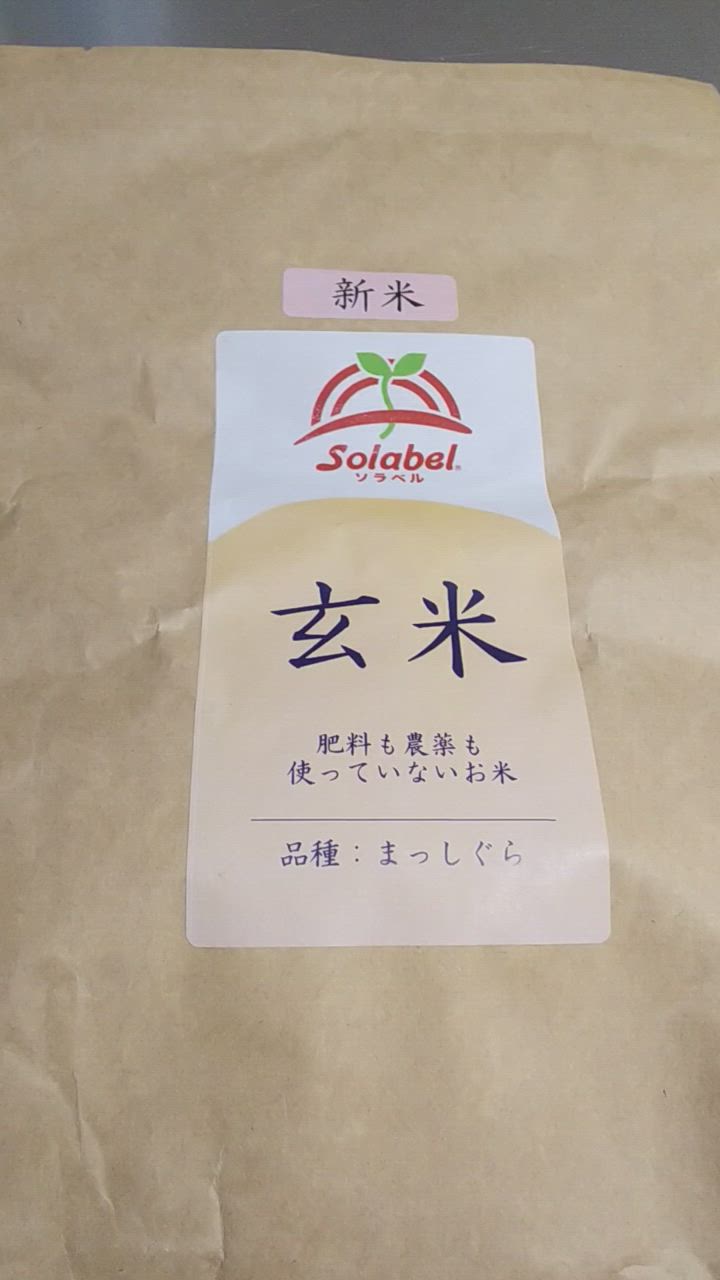 新米
Solabel®
ソラベル
玄米
肥料も農薬も
使っていないお米
品種：まっしぐら